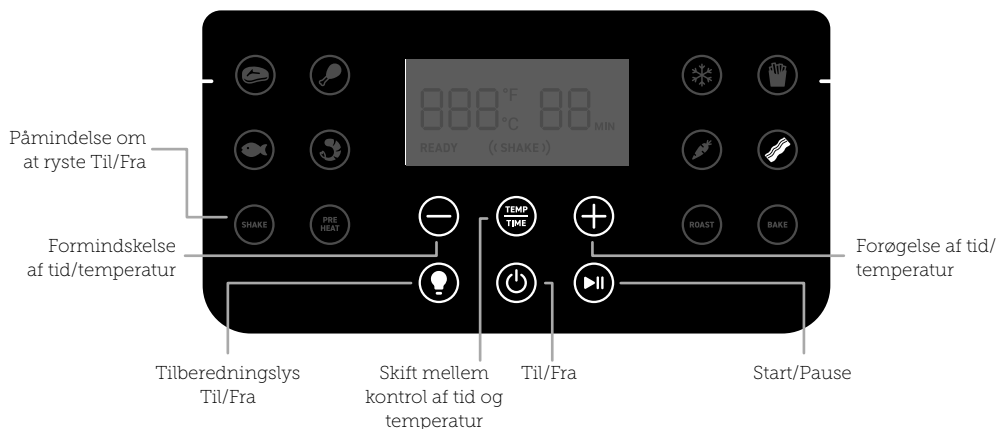 888 °F 88
°C MIN
READY ((SHAKE))
Påmindelse om
at ryste Til/Fra
SHAKE
PRE
HEAT
TEMP
TIME
ROAST
BAKE
Formindskelse
af tid/temperatur
Forøgelse af tid/
temperatur
Tilberedningslys
Til/Fra
Skift mellem
kontrol af tid og
temperatur
Til/Fra
Start/Pause